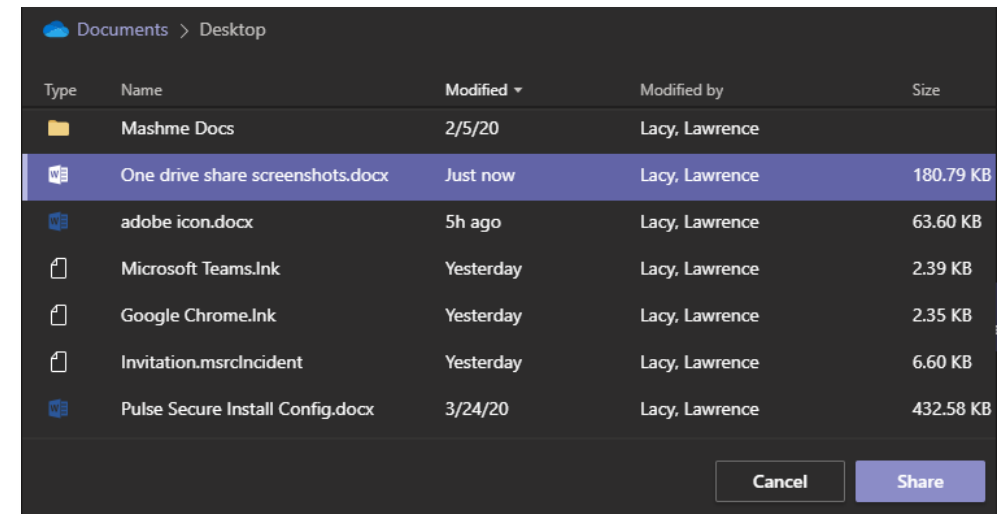 Documents > Desktop
Type Name Modified Modified by Size
Mashme Docs 2/5/20 Lacy, Lawrence
One drive share screenshots.docx Just now Lacy, Lawrence 180.79 KB
adobe icon.docx 5h ago Lacy, Lawrence 63.60 KB
Microsoft Teams.lnk Yesterday Lacy, Lawrence 2.39 KB
Google Chrome.lnk Yesterday Lacy, Lawrence 2.35 KB
Invitation.msrcIncident Yesterday Lacy, Lawrence 6.60 KB
Pulse Secure Install Config.docx 3/24/20 Lacy, Lawrence 432.58 KB
Cancel Share